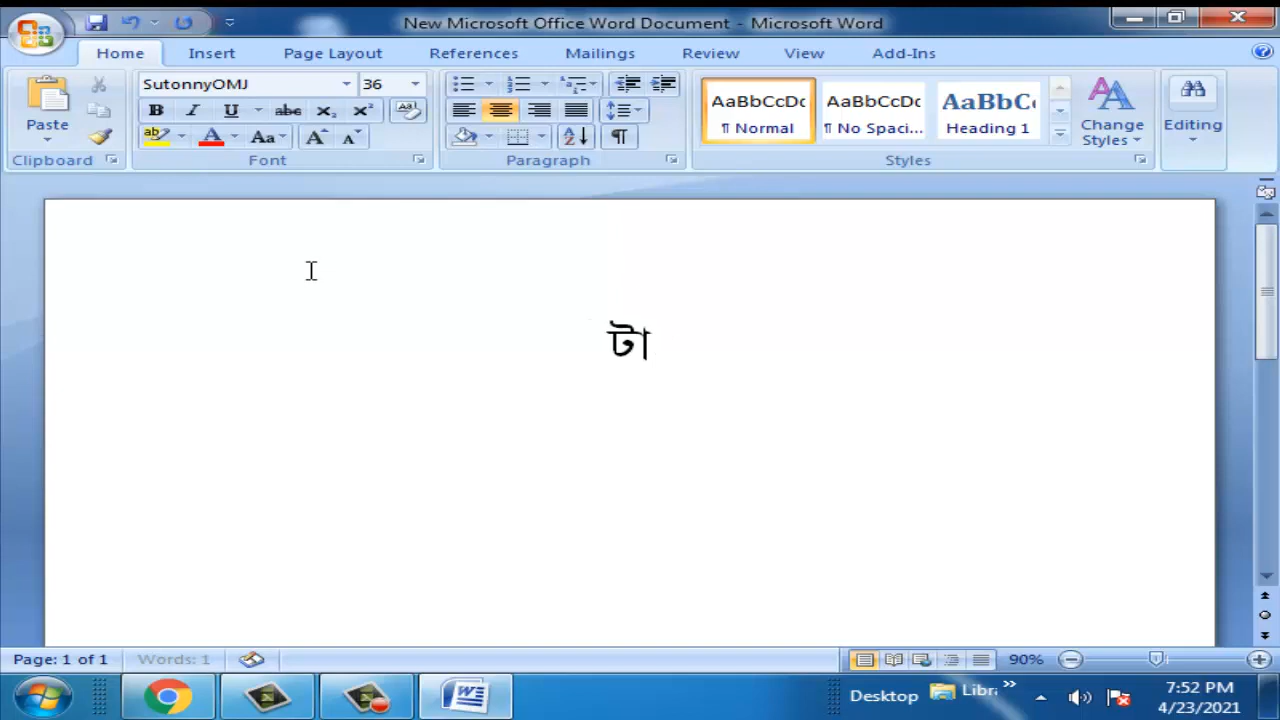 New Microsoft Office Word Document - Microsoft Word
Home Insert Page Layout References Mailings Review View Add-Ins
SutonnyOMJ 36
AaBbCcDc AaBbCcDc AaBbC
Paste
¶ Normal ¶ No Spaci... Heading 1
Change Styles
Editing
Clipboard Font Paragraph Styles
টা
Page: 1 of 1 Words: 1 90%
Desktop Libra »
7:52 PM
4/23/2021